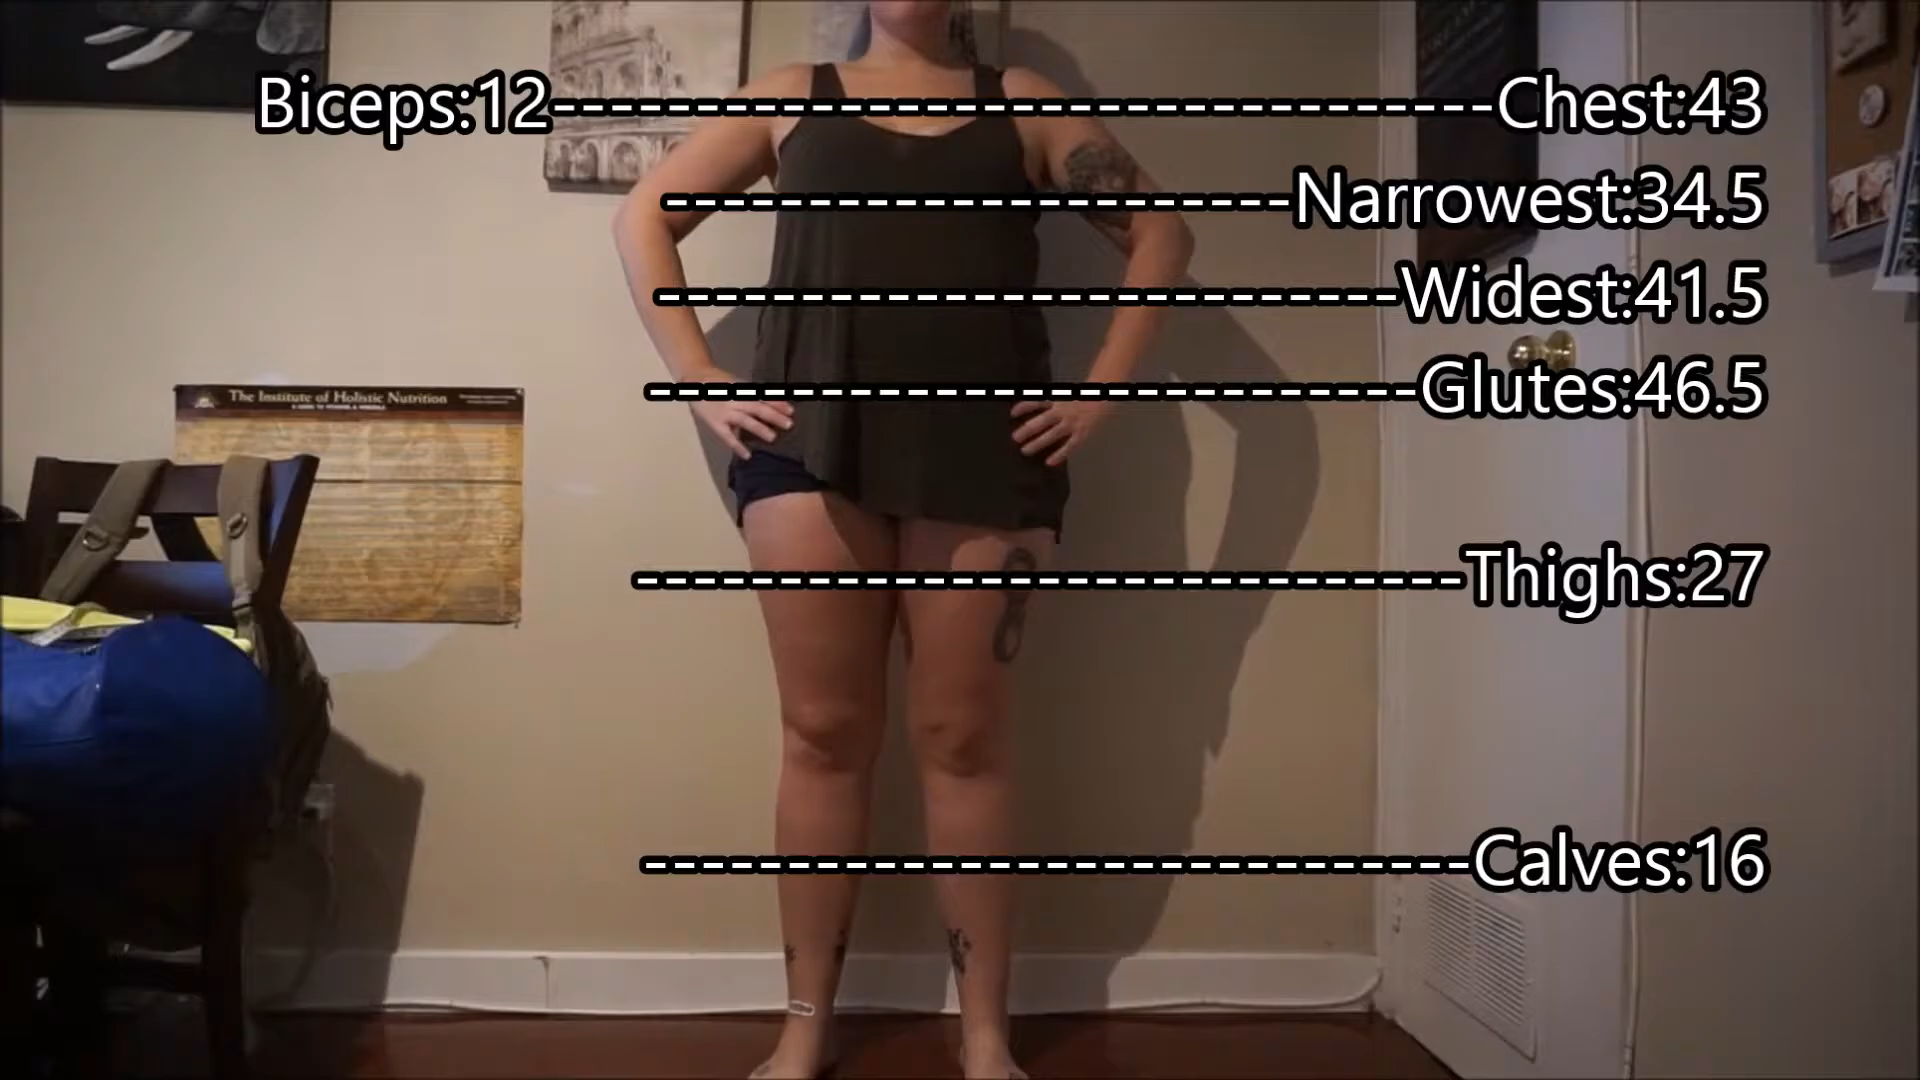 Biceps:12--------------------------------Chest:43
----------------------Narrowest:34.5
--------------------------Widest:41.5
---------------------------Glutes:46.5
The Institute of Holistic Nutrition
-----------------------------Thighs:27
-----------------------------Calves:16